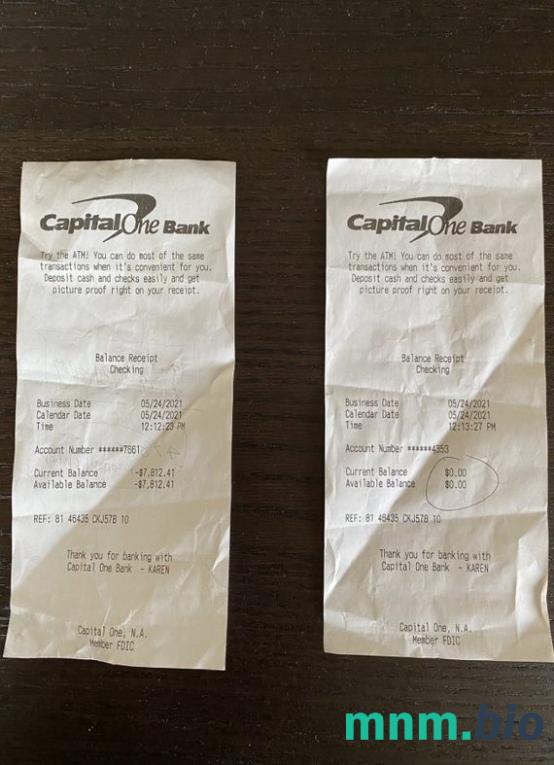 CapitalOne Bank
Try the ATM! You can do most of the same
transactions when it's convenient for you.
Deposit cash and checks easily and get
picture proof right on your receipt.
Balance Receipt
Checking
Business Date 05/24/2021
Calendar Date 05/24/2021
Time 12:12:23 PM
Account Number ******7861
Current Balance -$7,812.41
Available Balance -$7,812.41
REF: 81 46435 CKJ578 10
Thank you for banking with
Capital One Bank - KAREN
Capital One, N.A.
Member FDIC
CapitalOne Bank
Try the ATM! You can do most of the same
transactions when it's convenient for you.
Deposit cash and checks easily and get
picture proof right on your receipt.
Balance Receipt
Checking
Business Date 05/24/2021
Calendar Date 05/24/2021
Time 12:13:27 PM
Account Number ******4353
Current Balance $0.00
Available Balance $0.00
REF: 81 46435 CKJ578 10
Thank you for banking with
Capital One Bank - KAREN
Capital One, N.A.
Member FDIC
mnm.bio